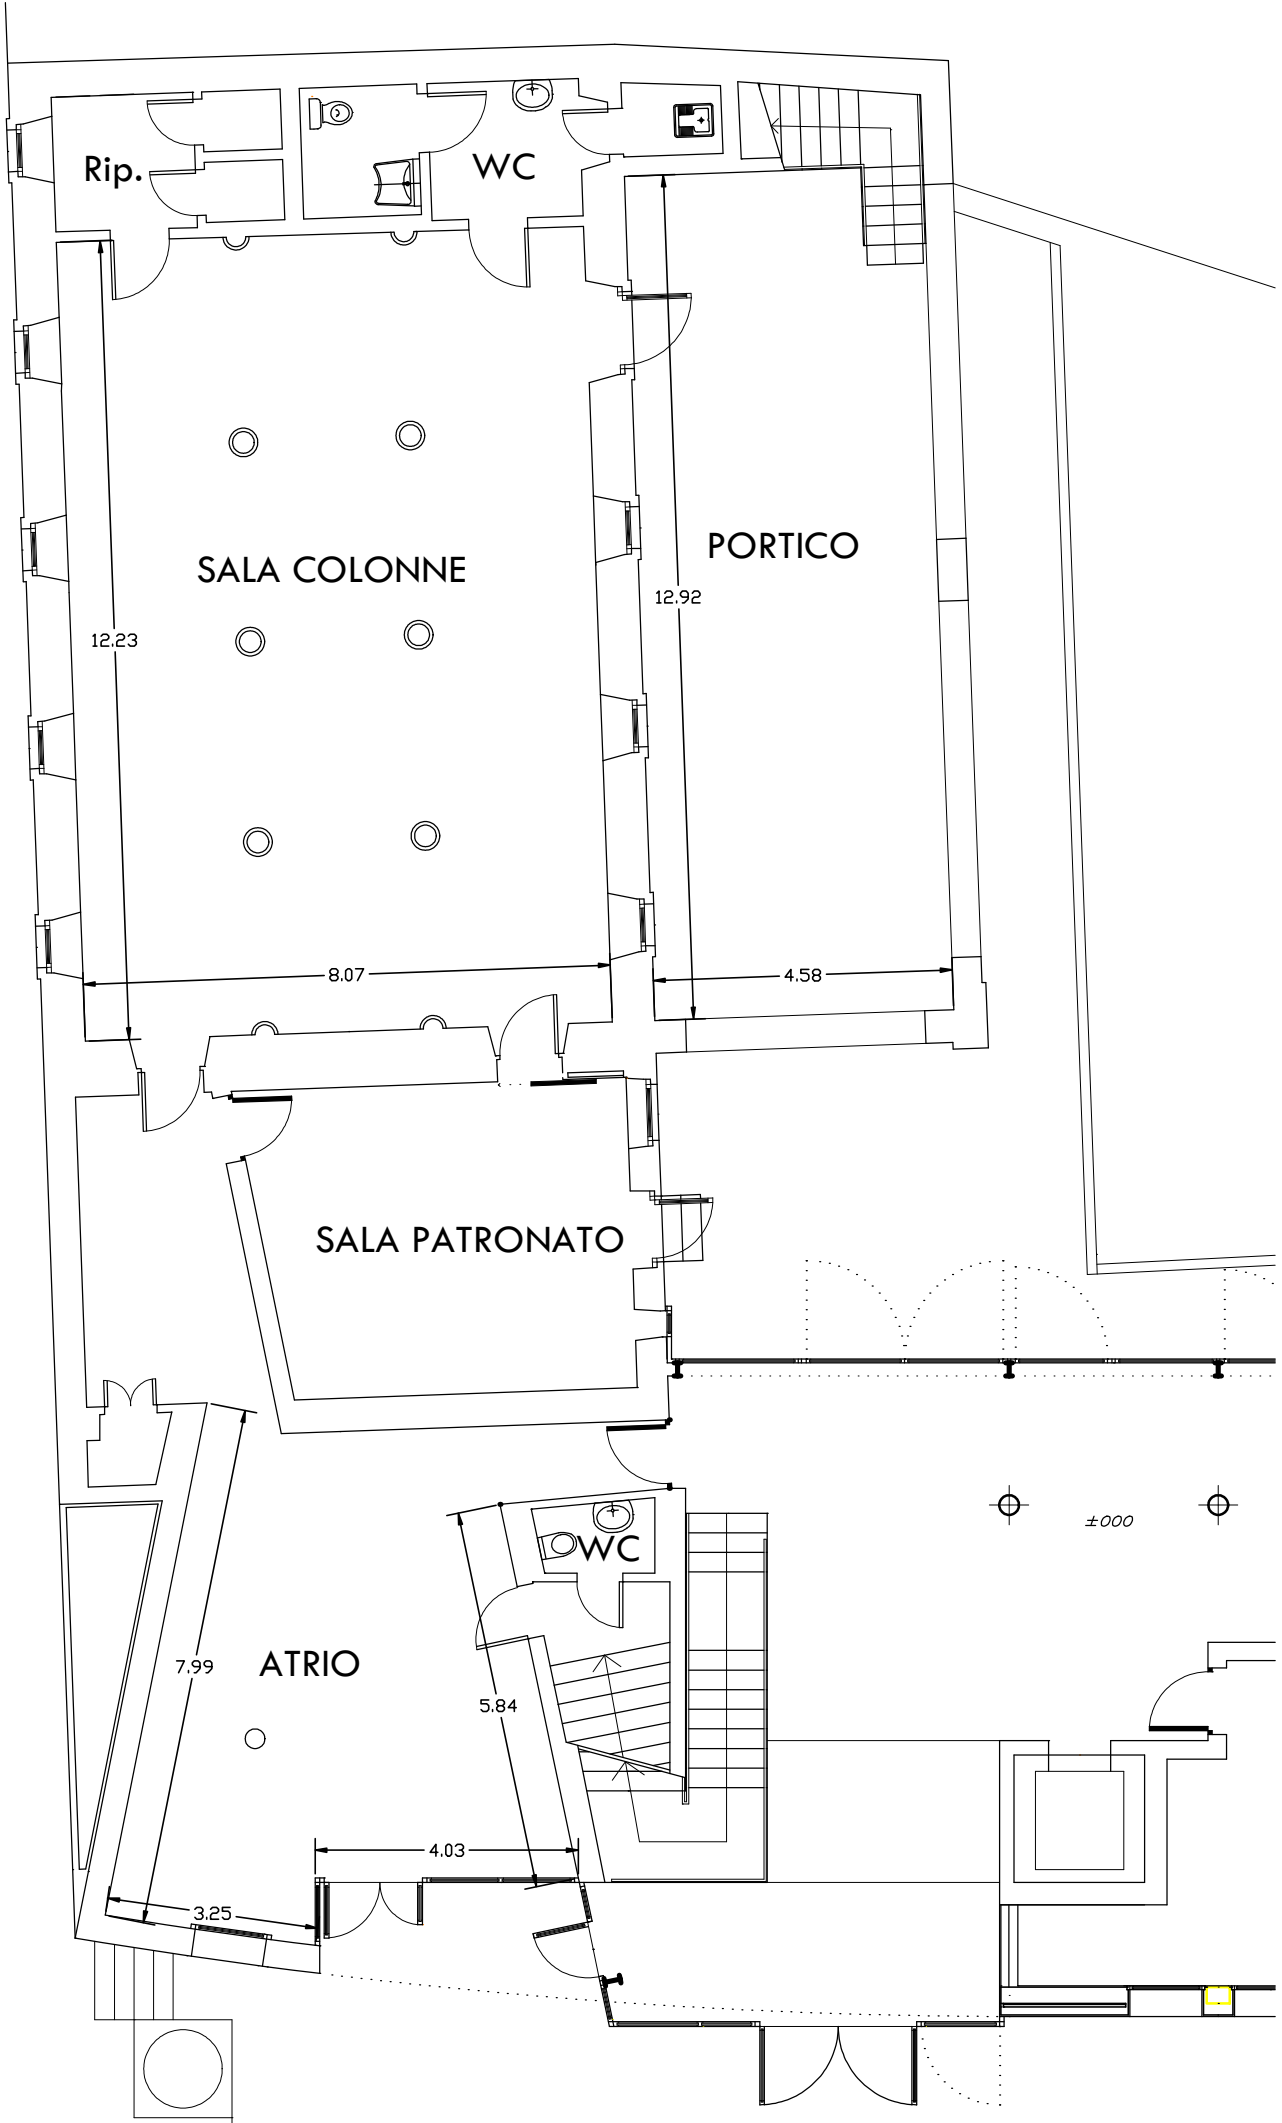 Rip.
WC
SALA COLONNE
PORTICO
12.92
12.23
8.07
4.58
SALA PATRONATO
±000
WC
ATRIO
7.99
5.84
4.03
3.25